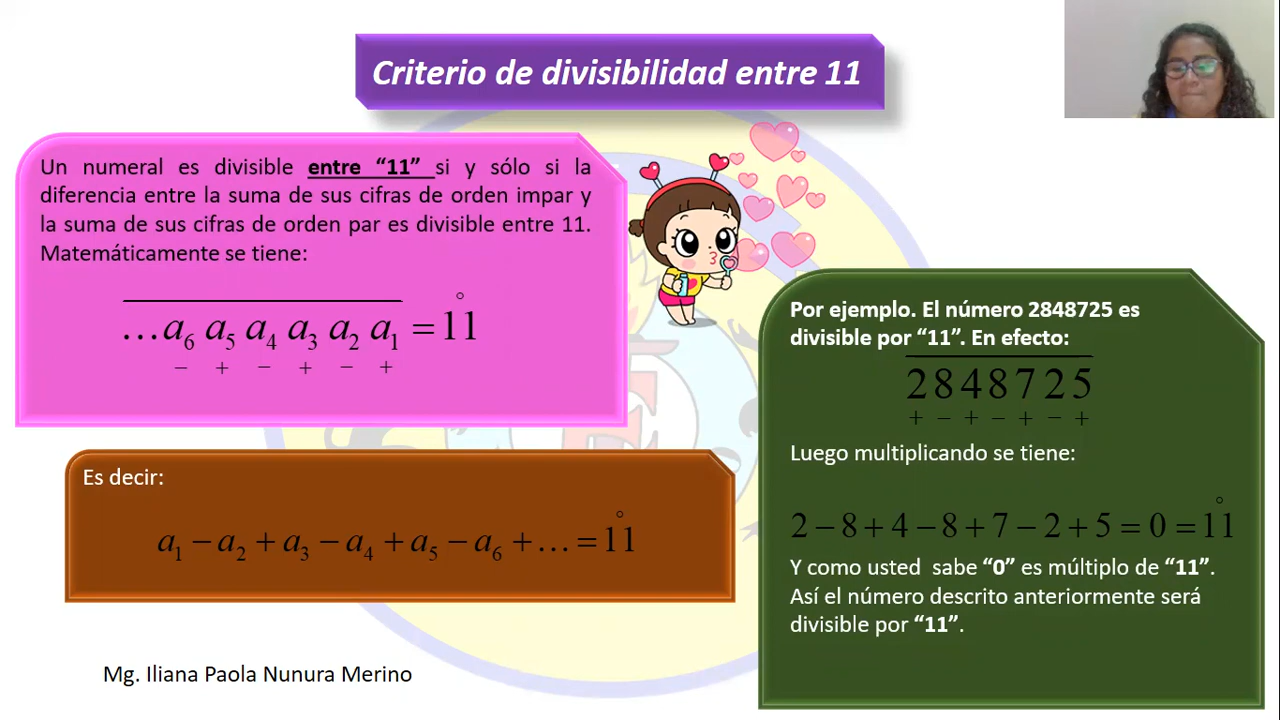 Criterio de divisibilidad entre 11
Un numeral es divisible entre “11” si y sólo si la
diferencia entre la suma de sus cifras de orden impar y
la suma de sus cifras de orden par es divisible entre 11.
Matemáticamente se tiene:
…a₆ a₅ a₄ a₃ a₂ a₁ = 11°
− + − + − +
Es decir:
a₁ − a₂ + a₃ − a₄ + a₅ − a₆ + … = 11°
Por ejemplo. El número 2848725 es
divisible por “11”. En efecto:
2848725
+ − + − + − +
Luego multiplicando se tiene:
2 − 8 + 4 − 8 + 7 − 2 + 5 = 0 = 11°
Y como usted sabe “0” es múltiplo de “11”.
Así el número descrito anteriormente será
divisible por “11”.
Mg. Iliana Paola Nunura Merino